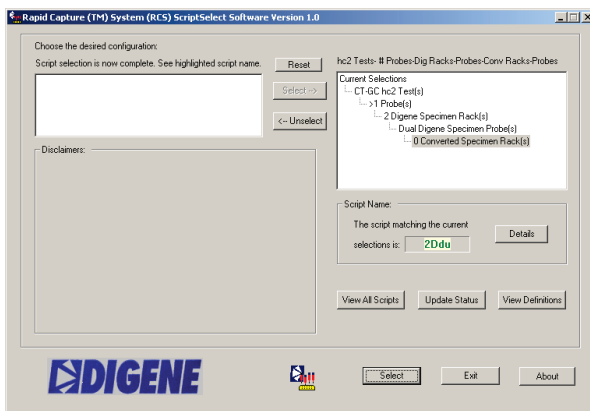 Rapid Capture (TM) System (RCS) ScriptSelect Software Version 1.0
Choose the desired configuration:
Script selection is now complete. See highlighted script name.
Reset
Select -->
<-- Unselect
hc2 Tests- # Probes-Dig Racks-Probes-Conv Racks-Probes
Current Selections
CT-GC hc2 Test(s)
>1 Probe(s)
2 Digene Specimen Rack(s)
Dual Digene Specimen Probe(s)
0 Converted Specimen Rack(s)
Disclaimers:
Script Name:
The script matching the current
selections is:
2Ddu
Details
View All Scripts
Update Status
View Definitions
DIGENE
Select
Exit
About